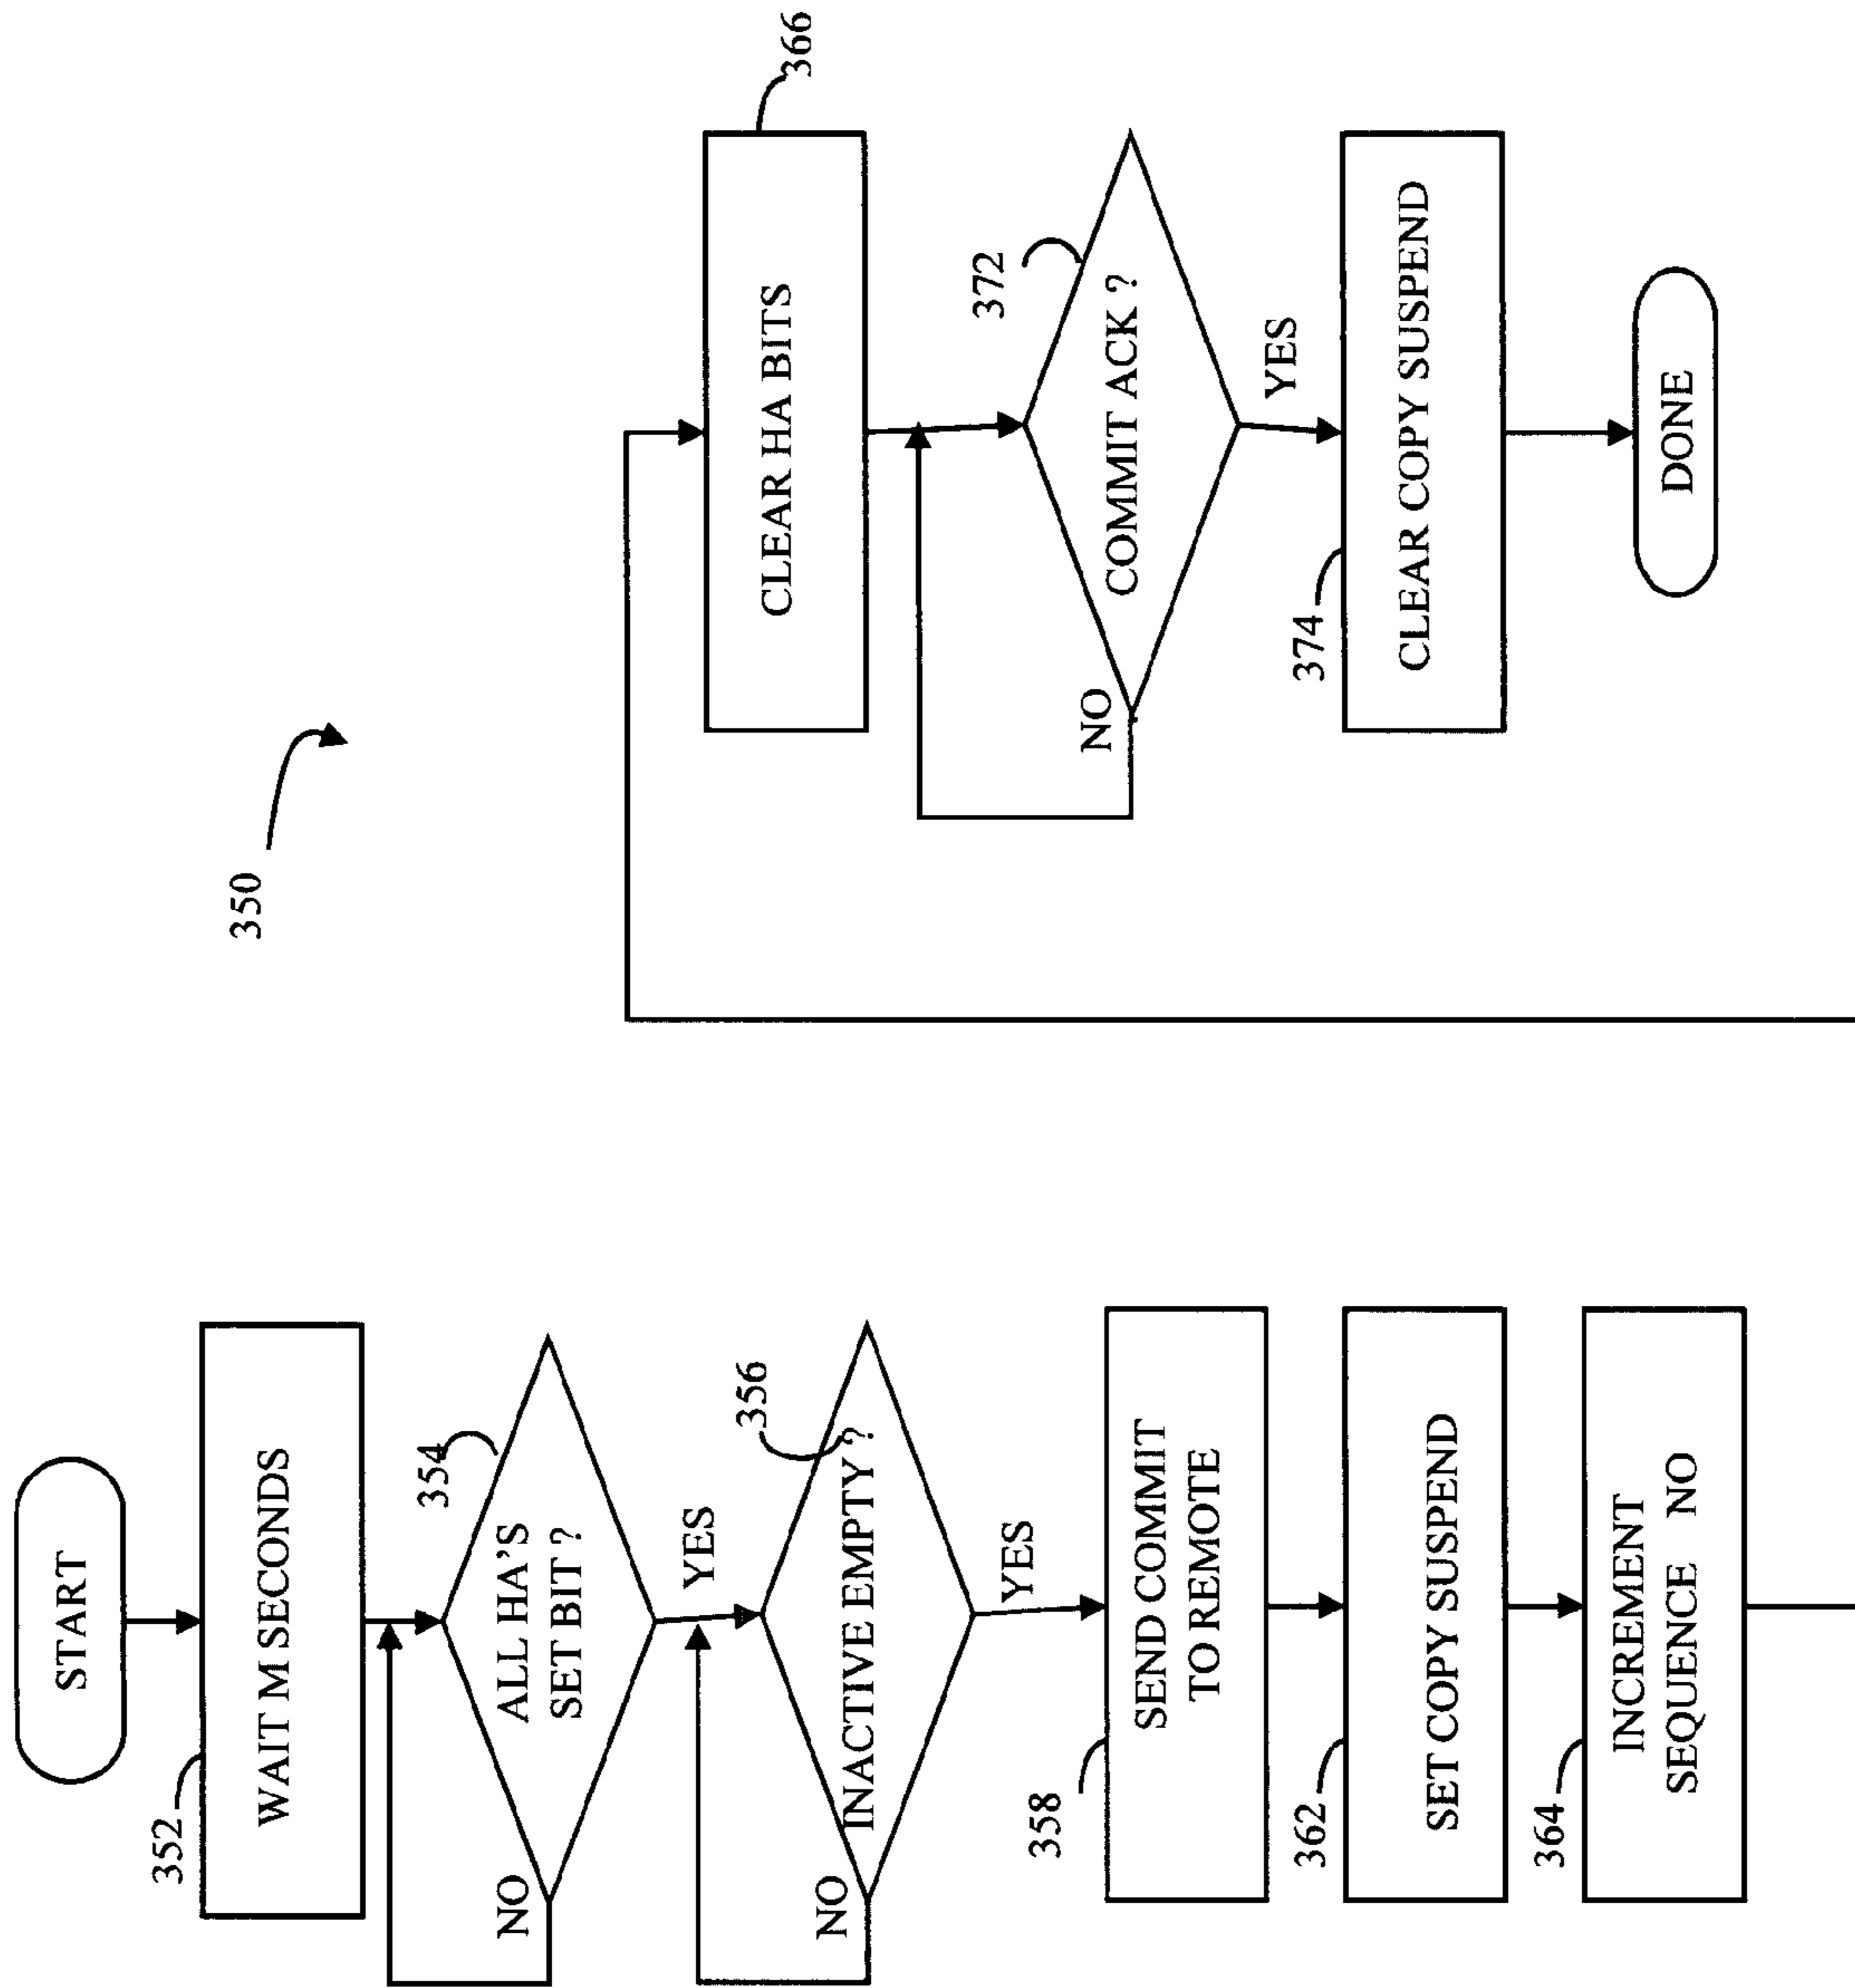 350
START
352
WAIT M SECONDS
354
ALL HA'S
SET BIT ?
NO
YES
356
INACTIVE EMPTY ?
NO
YES
358
SEND COMMIT
TO REMOTE
362
SET COPY SUSPEND
364
INCREMENT
SEQUENCE NO
366
CLEAR HA BITS
372
COMMIT ACK ?
NO
YES
374
CLEAR COPY SUSPEND
DONE